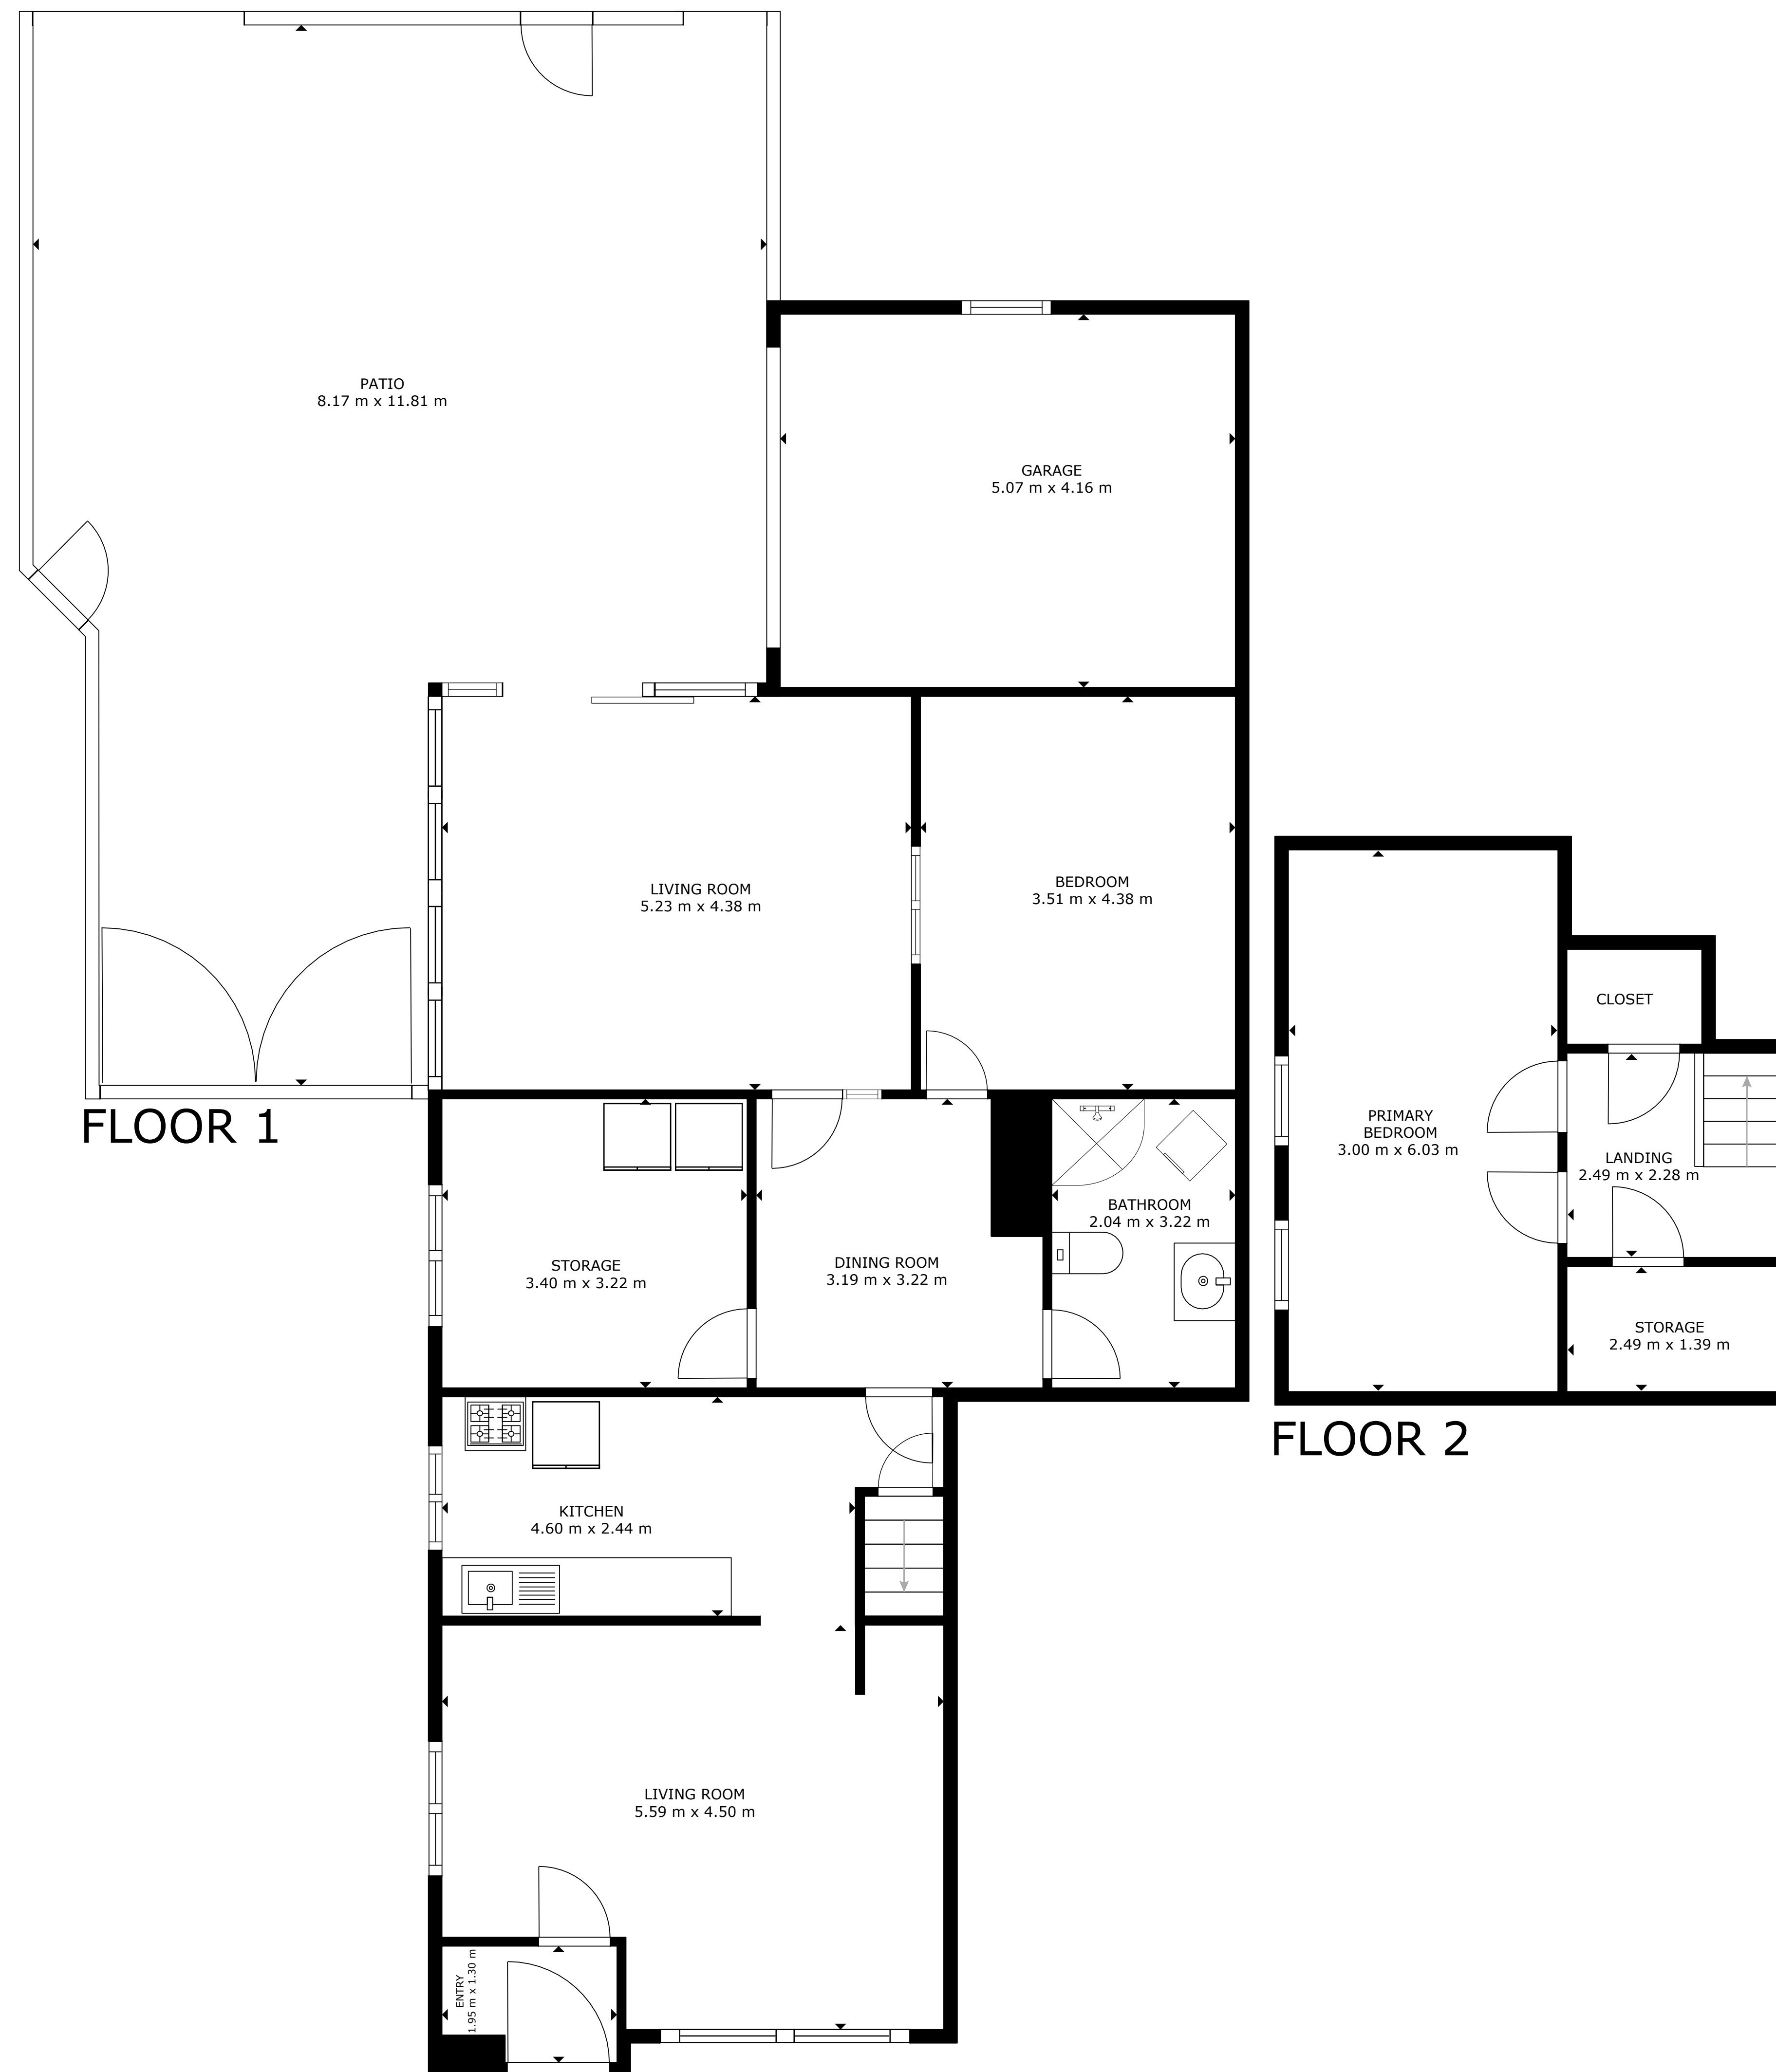 PATIO
8.17 m x 11.81 m
GARAGE
5.07 m x 4.16 m
LIVING ROOM
5.23 m x 4.38 m
BEDROOM
3.51 m x 4.38 m
FLOOR 1
STORAGE
3.40 m x 3.22 m
DINING ROOM
3.19 m x 3.22 m
BATHROOM
2.04 m x 3.22 m
KITCHEN
4.60 m x 2.44 m
LIVING ROOM
5.59 m x 4.50 m
ENTRY
1.95 m x 1.30 m
CLOSET
PRIMARY
BEDROOM
3.00 m x 6.03 m
LANDING
2.49 m x 2.28 m
STORAGE
2.49 m x 1.39 m
FLOOR 2